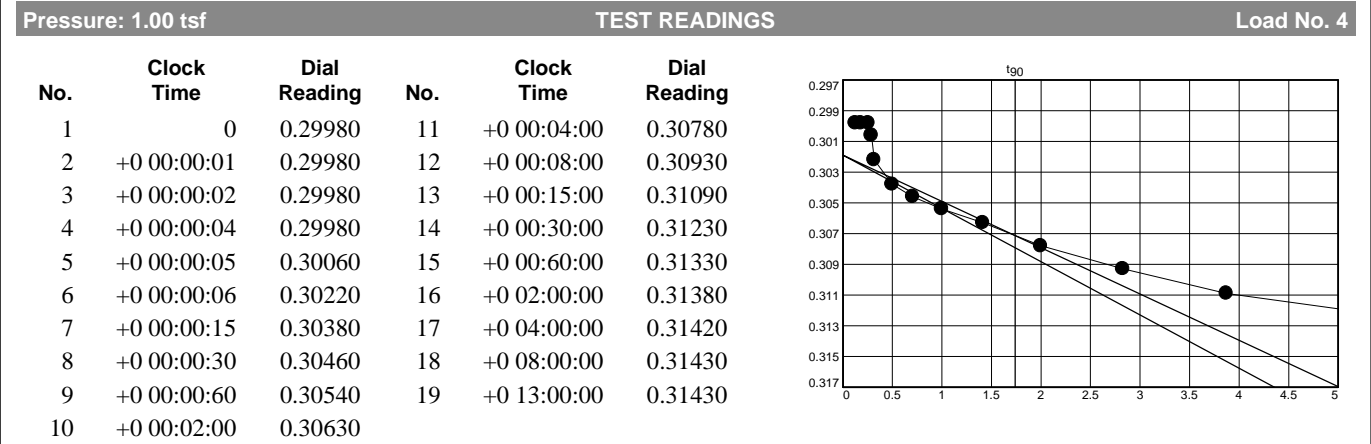 Pressure: 1.00 tsf TEST READINGS Load No. 4
No. Clock Time Dial Reading No. Clock Time Dial Reading
1 0 0.29980 11 +0 00:04:00 0.30780
2 +0 00:00:01 0.29980 12 +0 00:08:00 0.30930
3 +0 00:00:02 0.29980 13 +0 00:15:00 0.31090
4 +0 00:00:04 0.29980 14 +0 00:30:00 0.31230
5 +0 00:00:05 0.30060 15 +0 00:60:00 0.31330
6 +0 00:00:06 0.30220 16 +0 02:00:00 0.31380
7 +0 00:00:15 0.30380 17 +0 04:00:00 0.31420
8 +0 00:00:30 0.30460 18 +0 08:00:00 0.31430
9 +0 00:00:60 0.30540 19 +0 13:00:00 0.31430
10 +0 00:02:00 0.30630
t90
0.297
0.299
0.301
0.303
0.305
0.307
0.309
0.311
0.313
0.315
0.317
0 0.5 1 1.5 2 2.5 3 3.5 4 4.5 5